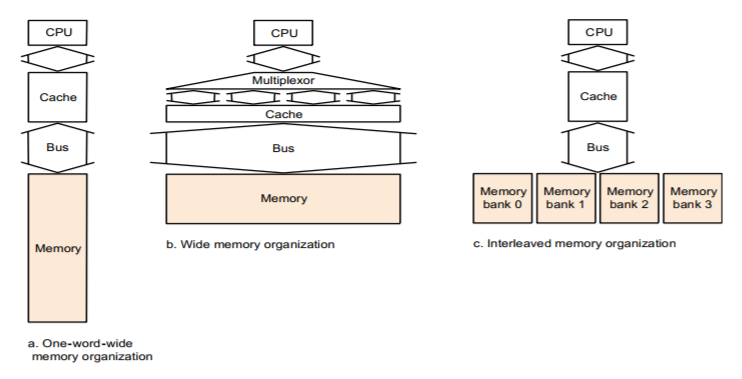 CPU
Cache
Bus
Memory
a. One-word-wide
memory organization
CPU
Multiplexor
Cache
Bus
Memory
b. Wide memory organization
CPU
Cache
Bus
Memory
bank 0
Memory
bank 1
Memory
bank 2
Memory
bank 3
c. Interleaved memory organization